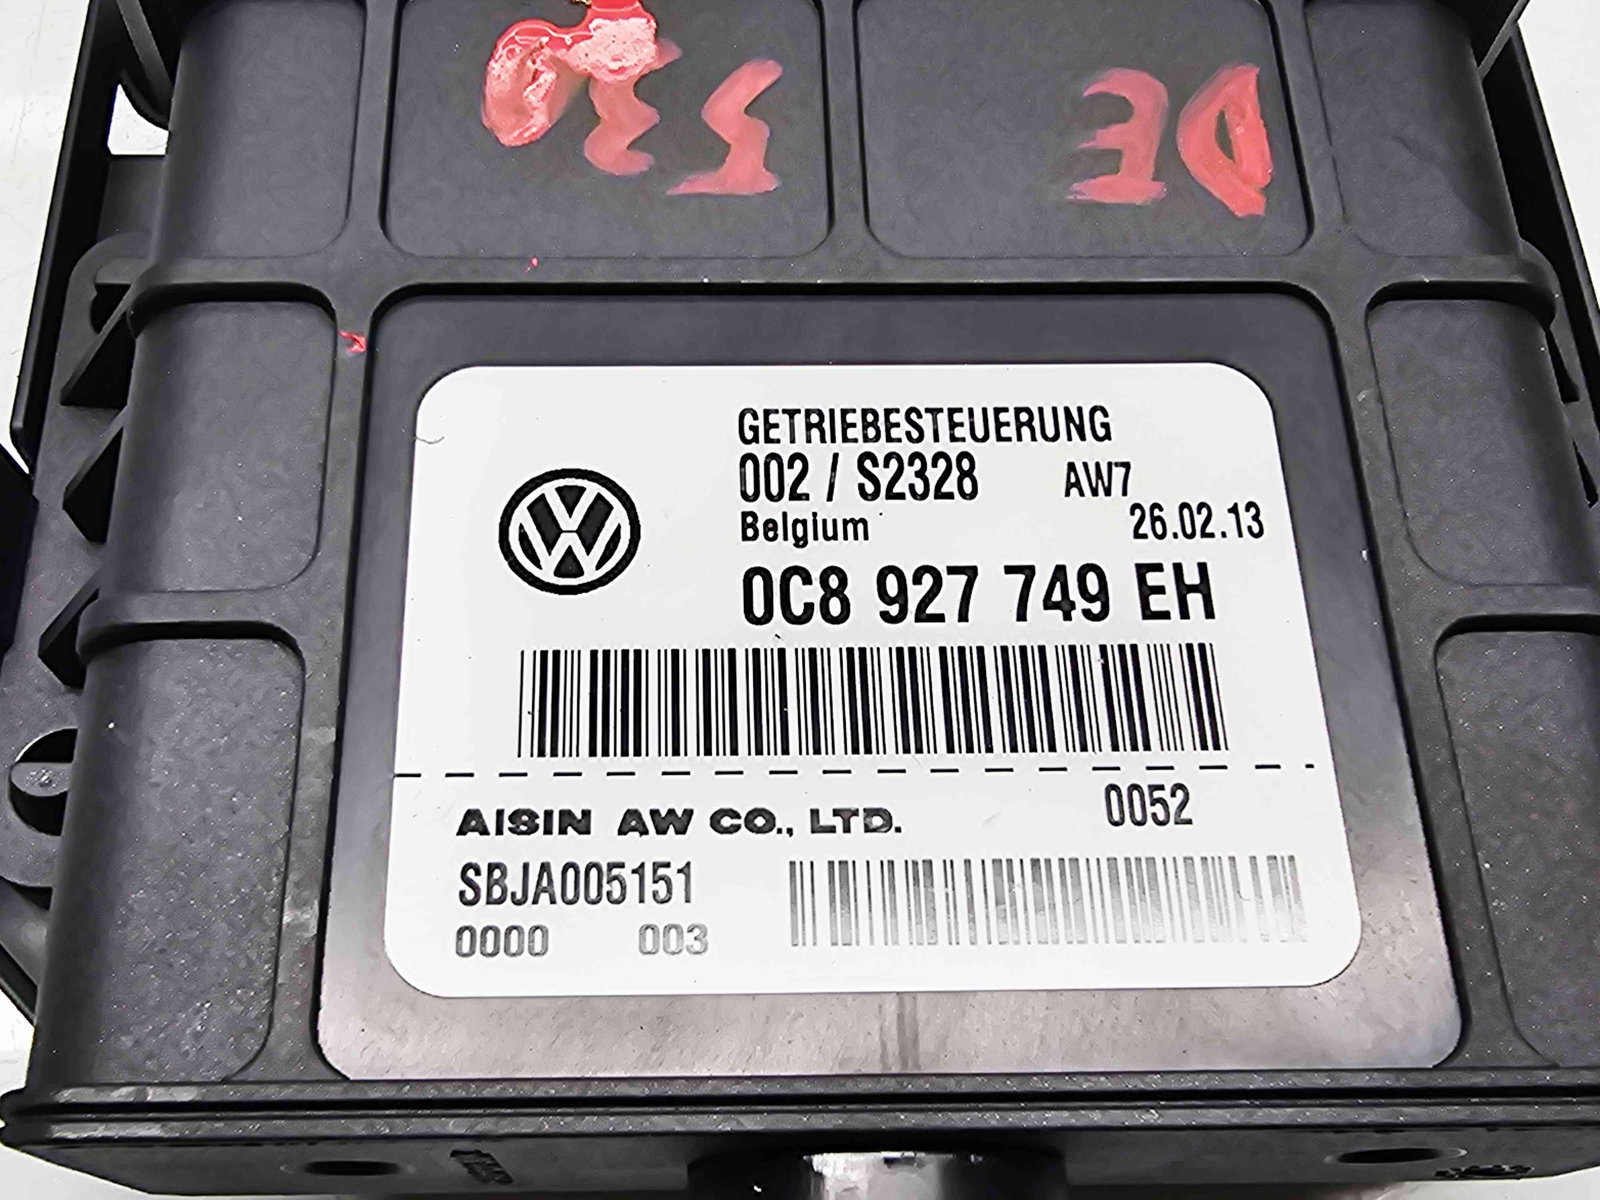 DE 530
GETRIEBESTEUERUNG
002 / S2328 AW7
Belgium 26.02.13
0C8 927 749 EH
0052
AISIN AW CO., LTD.
SBJA005151
0000 003